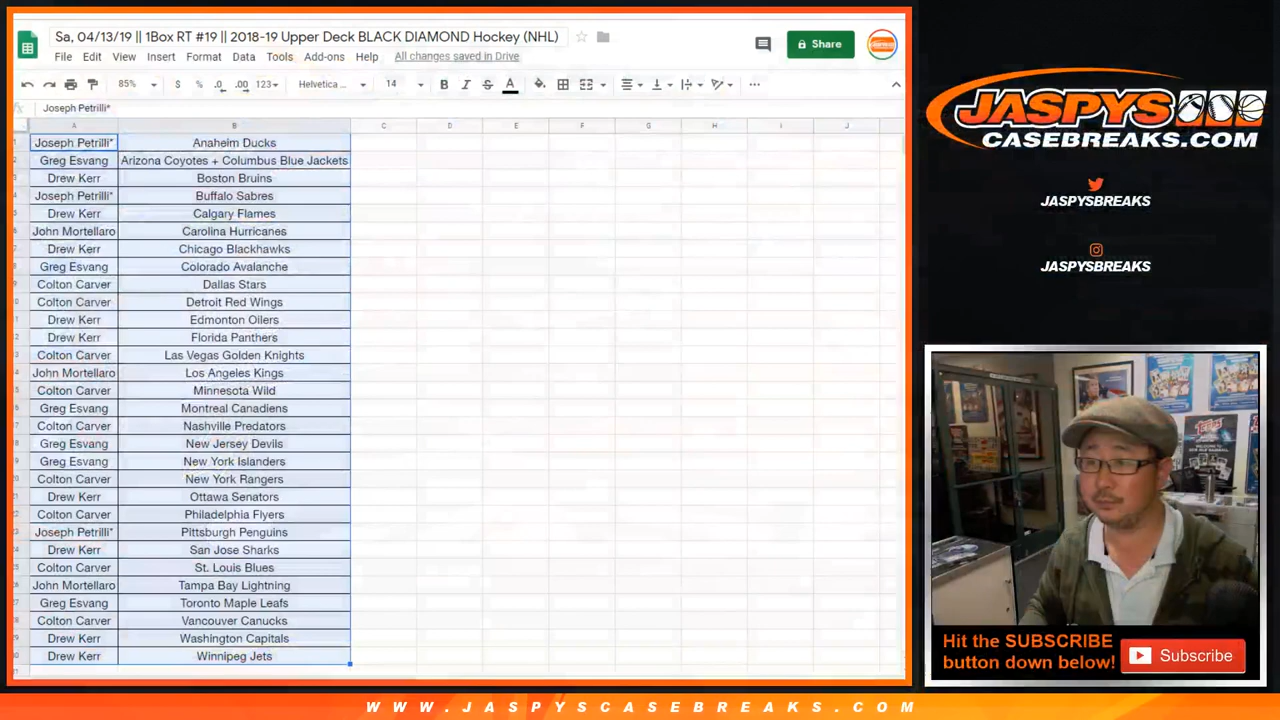 Sa, 04/13/19 || 1Box RT #19 || 2018-19 Upper Deck BLACK DIAMOND Hockey (NHL)
File Edit View Insert Format Data Tools Add-ons Help All changes saved in Drive
Share
85% $ % .0 .00 123 Helvetica ... 14 B I S A
fx Joseph Petrilli*
A B C D E F G H I J
Joseph Petrilli* Anaheim Ducks
Greg Esvang Arizona Coyotes + Columbus Blue Jackets
Drew Kerr Boston Bruins
Joseph Petrilli* Buffalo Sabres
Drew Kerr Calgary Flames
John Mortellaro Carolina Hurricanes
Drew Kerr Chicago Blackhawks
Greg Esvang Colorado Avalanche
Colton Carver Dallas Stars
Colton Carver Detroit Red Wings
Drew Kerr Edmonton Oilers
Drew Kerr Florida Panthers
Colton Carver Las Vegas Golden Knights
John Mortellaro Los Angeles Kings
Colton Carver Minnesota Wild
Greg Esvang Montreal Canadiens
Colton Carver Nashville Predators
Greg Esvang New Jersey Devils
Greg Esvang New York Islanders
Colton Carver New York Rangers
Drew Kerr Ottawa Senators
Colton Carver Philadelphia Flyers
Joseph Petrilli* Pittsburgh Penguins
Drew Kerr San Jose Sharks
Colton Carver St. Louis Blues
John Mortellaro Tampa Bay Lightning
Greg Esvang Toronto Maple Leafs
Colton Carver Vancouver Canucks
Drew Kerr Washington Capitals
Drew Kerr Winnipeg Jets
JASPYS
CASEBREAKS.COM
JASPYSBREAKS
JASPYSBREAKS
Topps
Hit the SUBSCRIBE
button down below!
Subscribe
WWW.JASPYSCASEBREAKS.COM